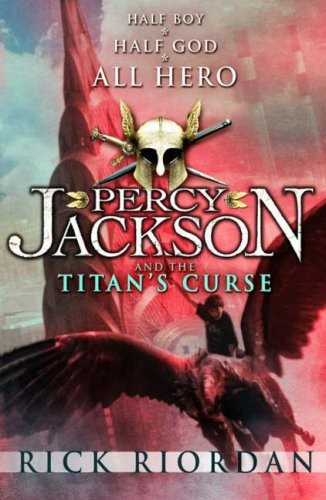 HALF BOY
HALF GOD
ALL HERO
PERCY
JACKSON
AND THE
TITAN'S CURSE
RICK RIORDAN